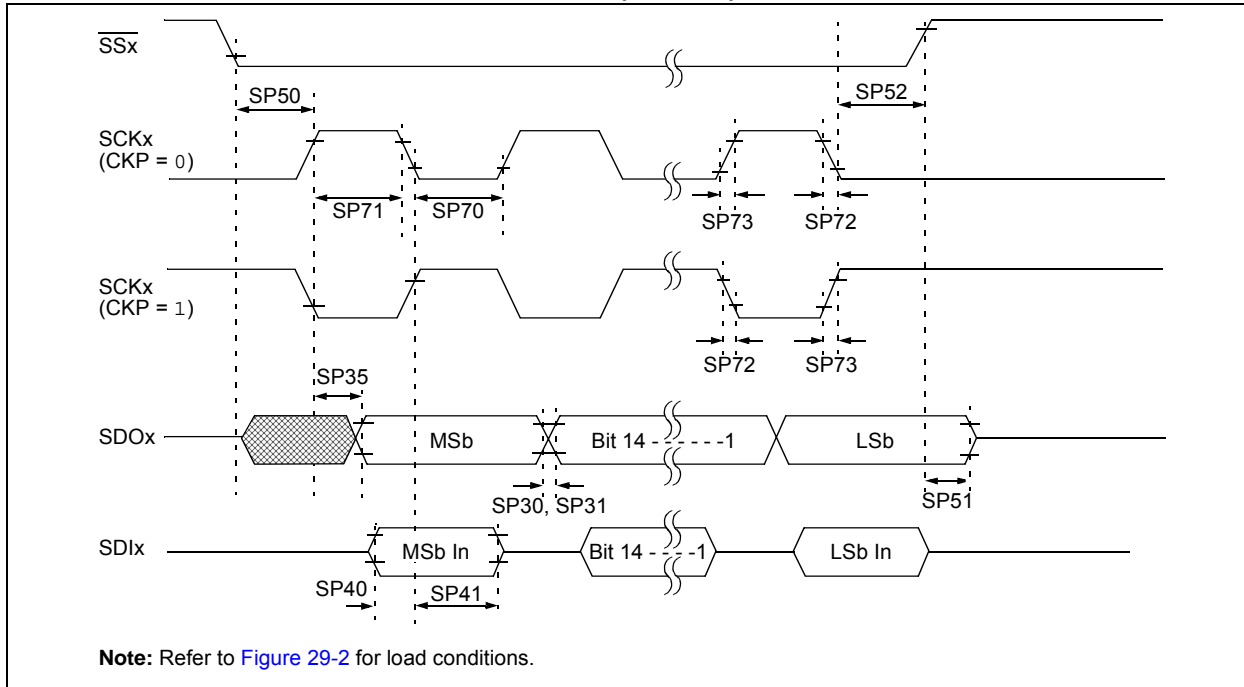 SSx
SP50
SP52
SCKx
(CKP = 0)
SP71
SP70
SP73
SP72
SCKx
(CKP = 1)
SP72
SP73
SP35
SDOx
MSb
Bit 14 - - - - - -1
LSb
SP30, SP31
SP51
SDIx
MSb In
Bit 14 - - - -1
LSb In
SP40
SP41
Note: Refer to Figure 29-2 for load conditions.